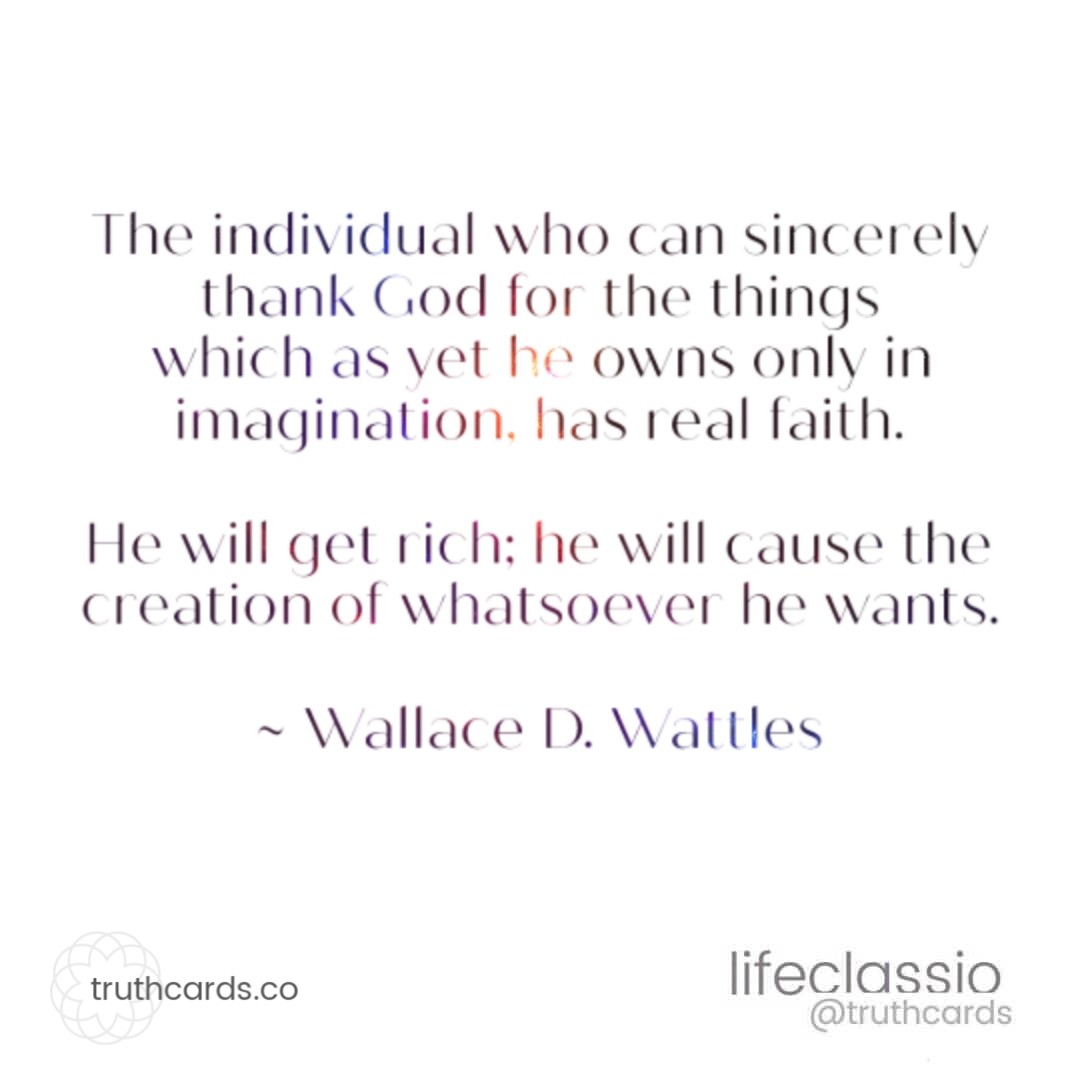 The individual who can sincerely
thank God for the things
which as yet he owns only in
imagination, has real faith.
He will get rich; he will cause the
creation of whatsoever he wants.
~ Wallace D. Wattles
truthcards.co
lifeclassio
@truthcards